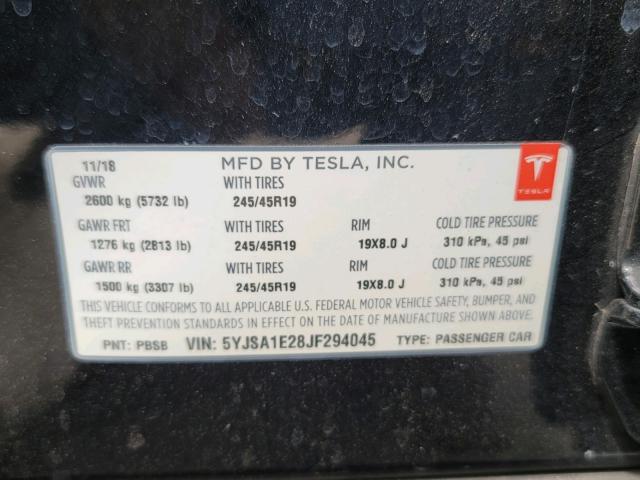 11/18 MFD BY TESLA, INC.
GVWR WITH TIRES
2600 kg (5732 lb) 245/45R19
GAWR FRT WITH TIRES RIM COLD TIRE PRESSURE
1276 kg (2813 lb) 245/45R19 19X8.0 J 310 kPa, 45 psi
GAWR RR WITH TIRES RIM COLD TIRE PRESSURE
1500 kg (3307 lb) 245/45R19 19X8.0 J 310 kPa, 45 psi
THIS VEHICLE CONFORMS TO ALL APPLICABLE U.S. FEDERAL MOTOR VEHICLE SAFETY, BUMPER, AND
THEFT PREVENTION STANDARDS IN EFFECT ON THE DATE OF MANUFACTURE SHOWN ABOVE.
PNT: PBSB VIN: 5YJSA1E28JF294045 TYPE: PASSENGER CAR
TESLA